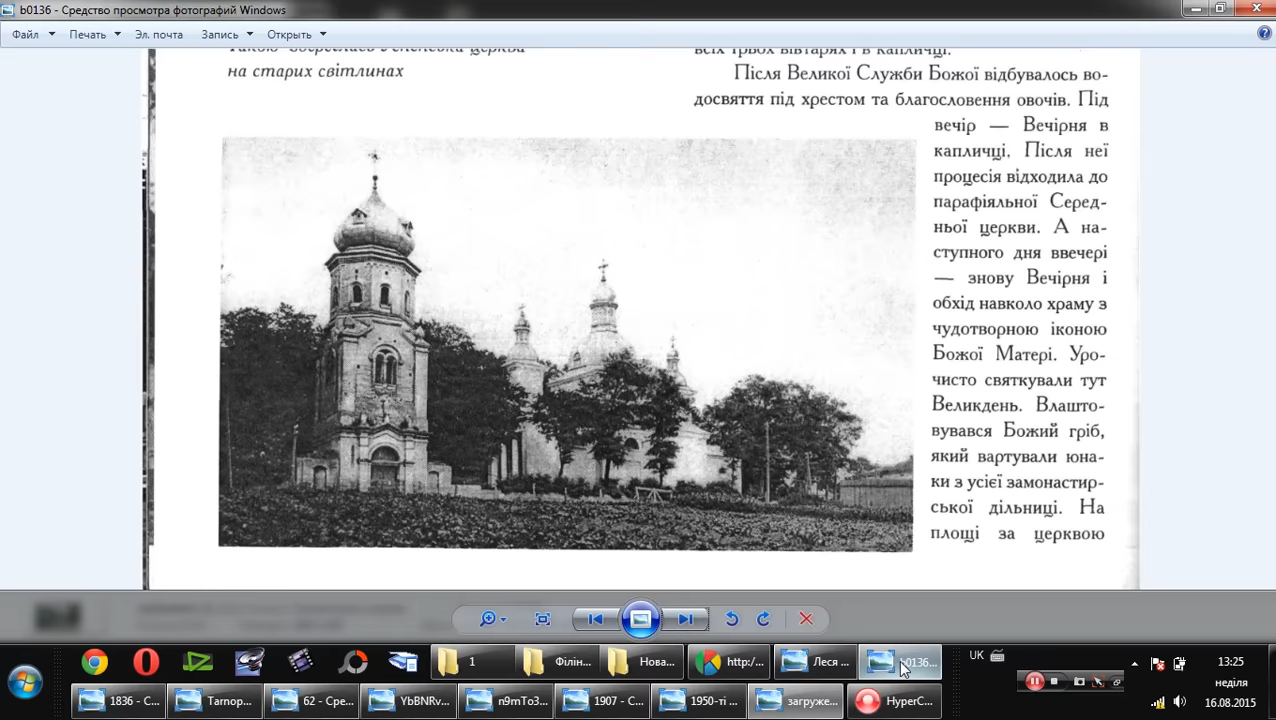 b0136 - Средство просмотра фотографий Windows
Файл Печать Эл. почта Запись Открыть
на старих світлинах
всіх трьох вівтарях і в капличці.
Після Великої Служби Божої відбувалось во-
досвяття під хрестом та благословення овочів. Під
вечір — Вечірня в
капличці. Після неї
процесія відходила до
парафіяльної Серед-
ньої церкви. А на-
ступного дня ввечері
— знову Вечірня і
обхід навколо храму з
чудотворною іконою
Божої Матері. Уро-
чисто святкували тут
Великдень. Влашто-
вувався Божий гріб,
який вартували юна-
ки з усієї замонастир-
ської дільниці. На
площі за церквою
1 Філін... Нова... http:/... Леся ... b0136... UK 13:25
неділя
1836 - С... Tarnop... 62 - Сре... YbBNRv... n9mTo3... 1907 - С... 1950-ті ... загруже... HyperC... 16.08.2015